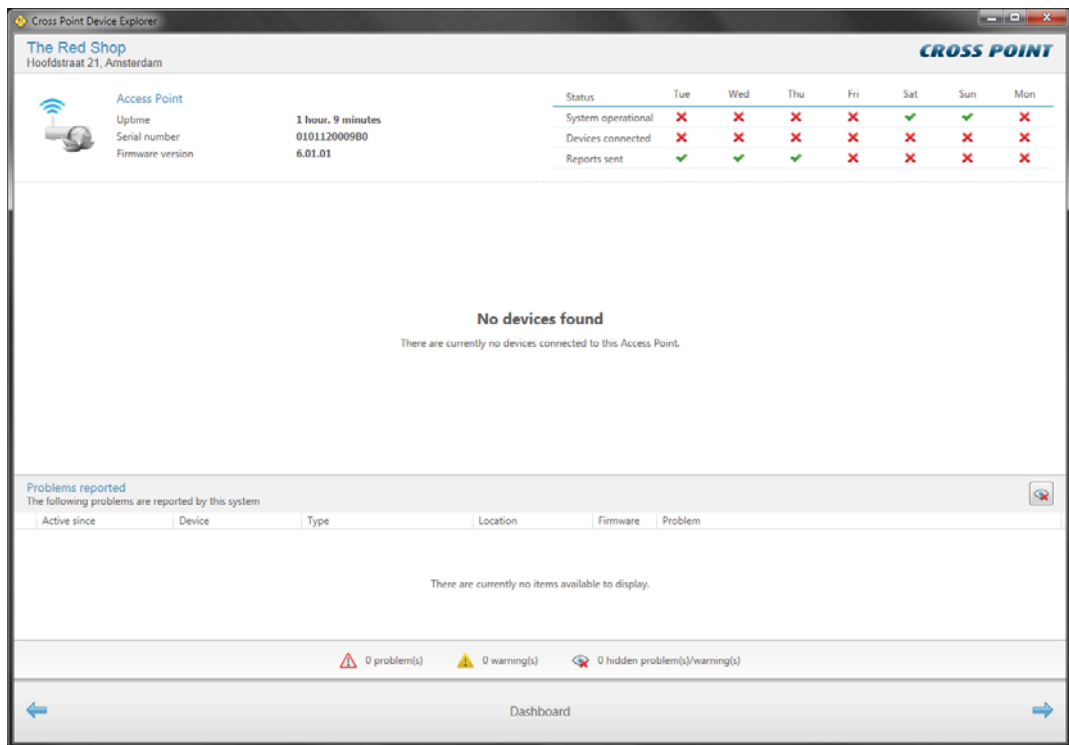 Cross Point Device Explorer
The Red Shop
Hoofdstraat 21, Amsterdam
CROSS POINT
Access Point
Uptime 1 hour, 9 minutes
Serial number 0101120009B0
Firmware version 6.01.01
Status Tue Wed Thu Fri Sat Sun Mon
System operational
Devices connected
Reports sent
No devices found
There are currently no devices connected to this Access Point.
Problems reported
The following problems are reported by this system
Active since Device Type Location Firmware Problem
There are currently no items available to display.
0 problem(s) 0 warning(s) 0 hidden problem(s)/warning(s)
Dashboard